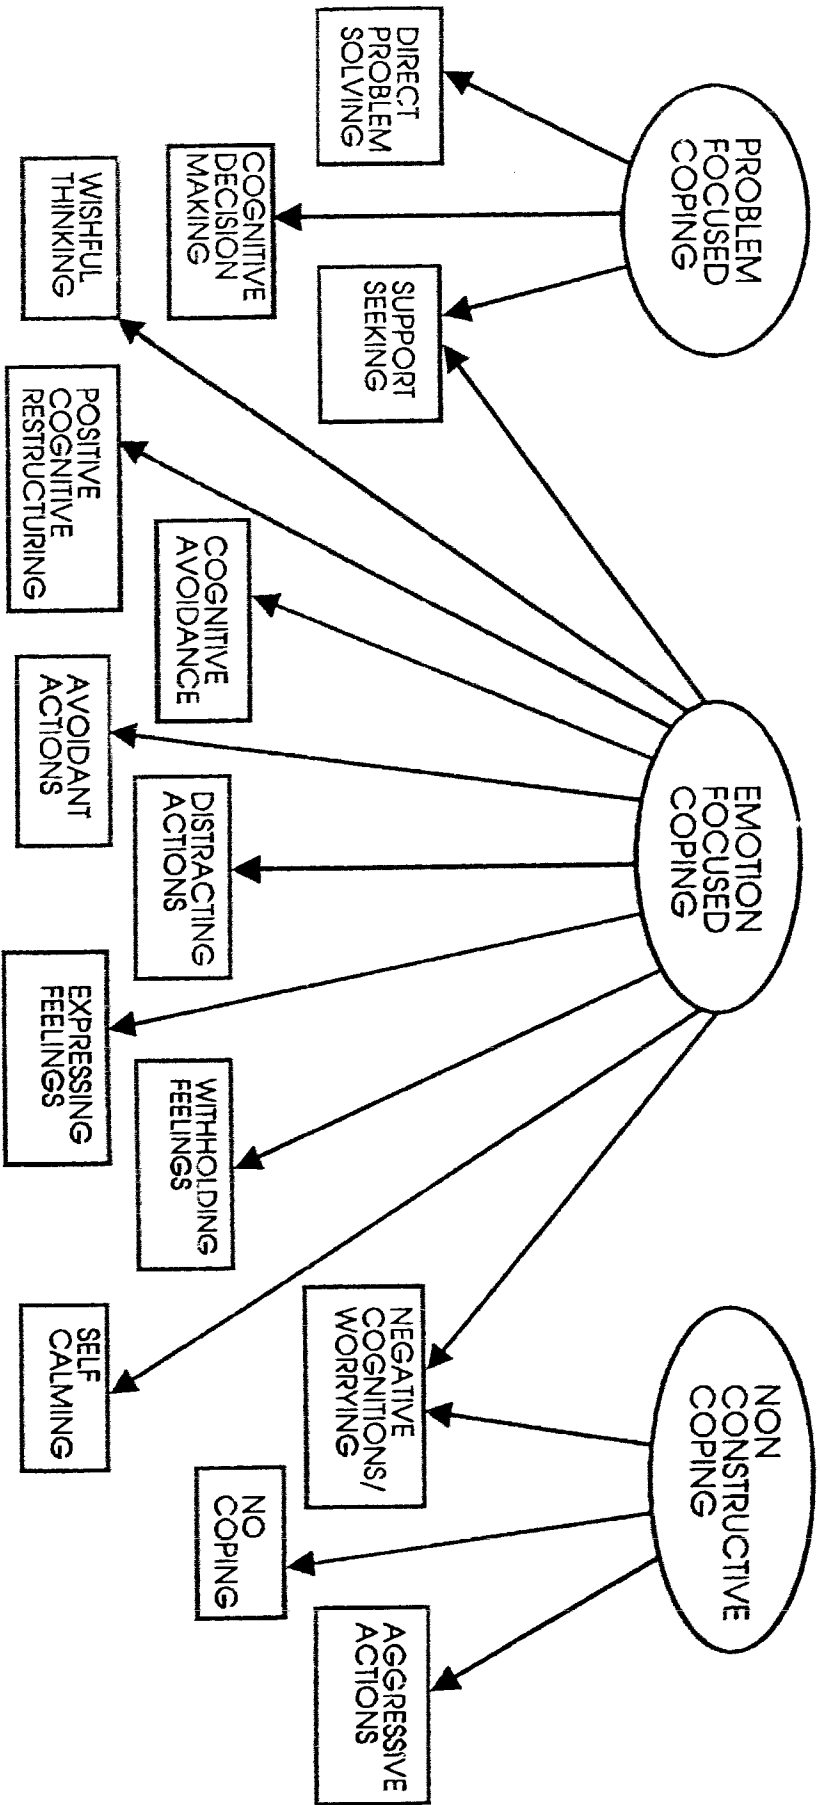 PROBLEM
FOCUSED
COPING
EMOTION
FOCUSED
COPING
NON
CONSTRUCTIVE
COPING
DIRECT
PROBLEM
SOLVING
SUPPORT
SEEKING
NEGATIVE
COGNITIONS/
WORRYING
AGGRESSIVE
ACTIONS
COGNITIVE
DECISION
MAKING
COGNITIVE
AVOIDANCE
DISTRACTING
ACTIONS
WITHHOLDING
FEELINGS
NO
COPING
WISHFUL
THINKING
POSITIVE
COGNITIVE
RESTRUCTURING
AVOIDANT
ACTIONS
EXPRESSING
FEELINGS
SELF
CALMING